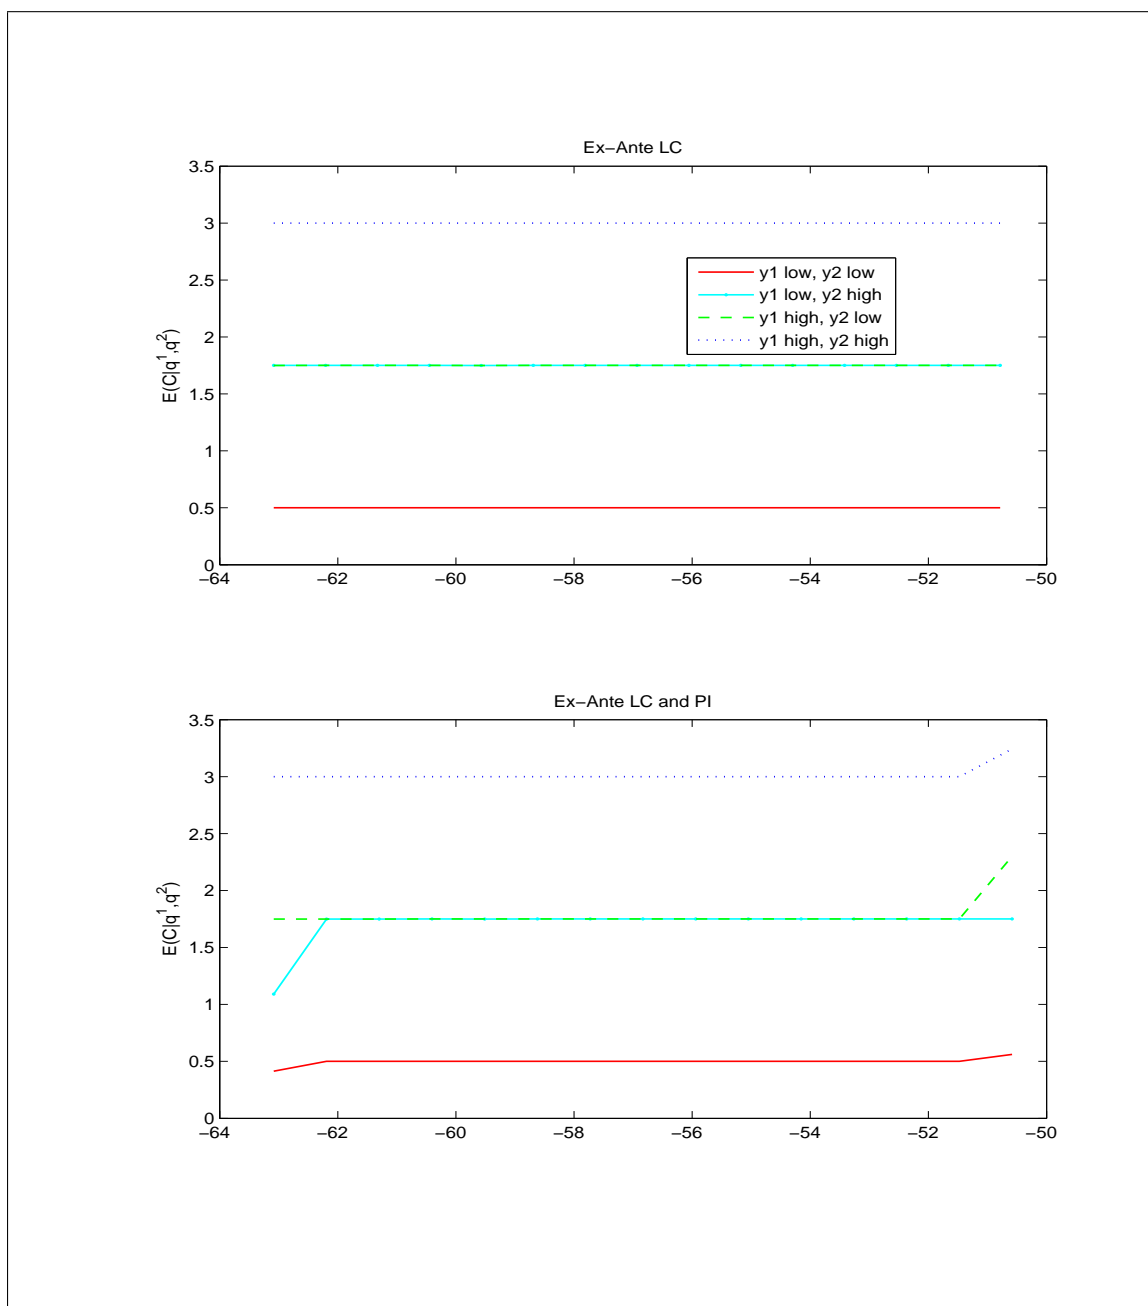 Ex−Ante LC
3.5
3
2.5
2
1.5
1
0.5
0
E(C|q¹,q²)
y1 low, y2 low
y1 low, y2 high
y1 high, y2 low
y1 high, y2 high
−64 −62 −60 −58 −56 −54 −52 −50
Ex−Ante LC and PI
3.5
3
2.5
2
1.5
1
0.5
0
E(C|q¹,q²)
−64 −62 −60 −58 −56 −54 −52 −50